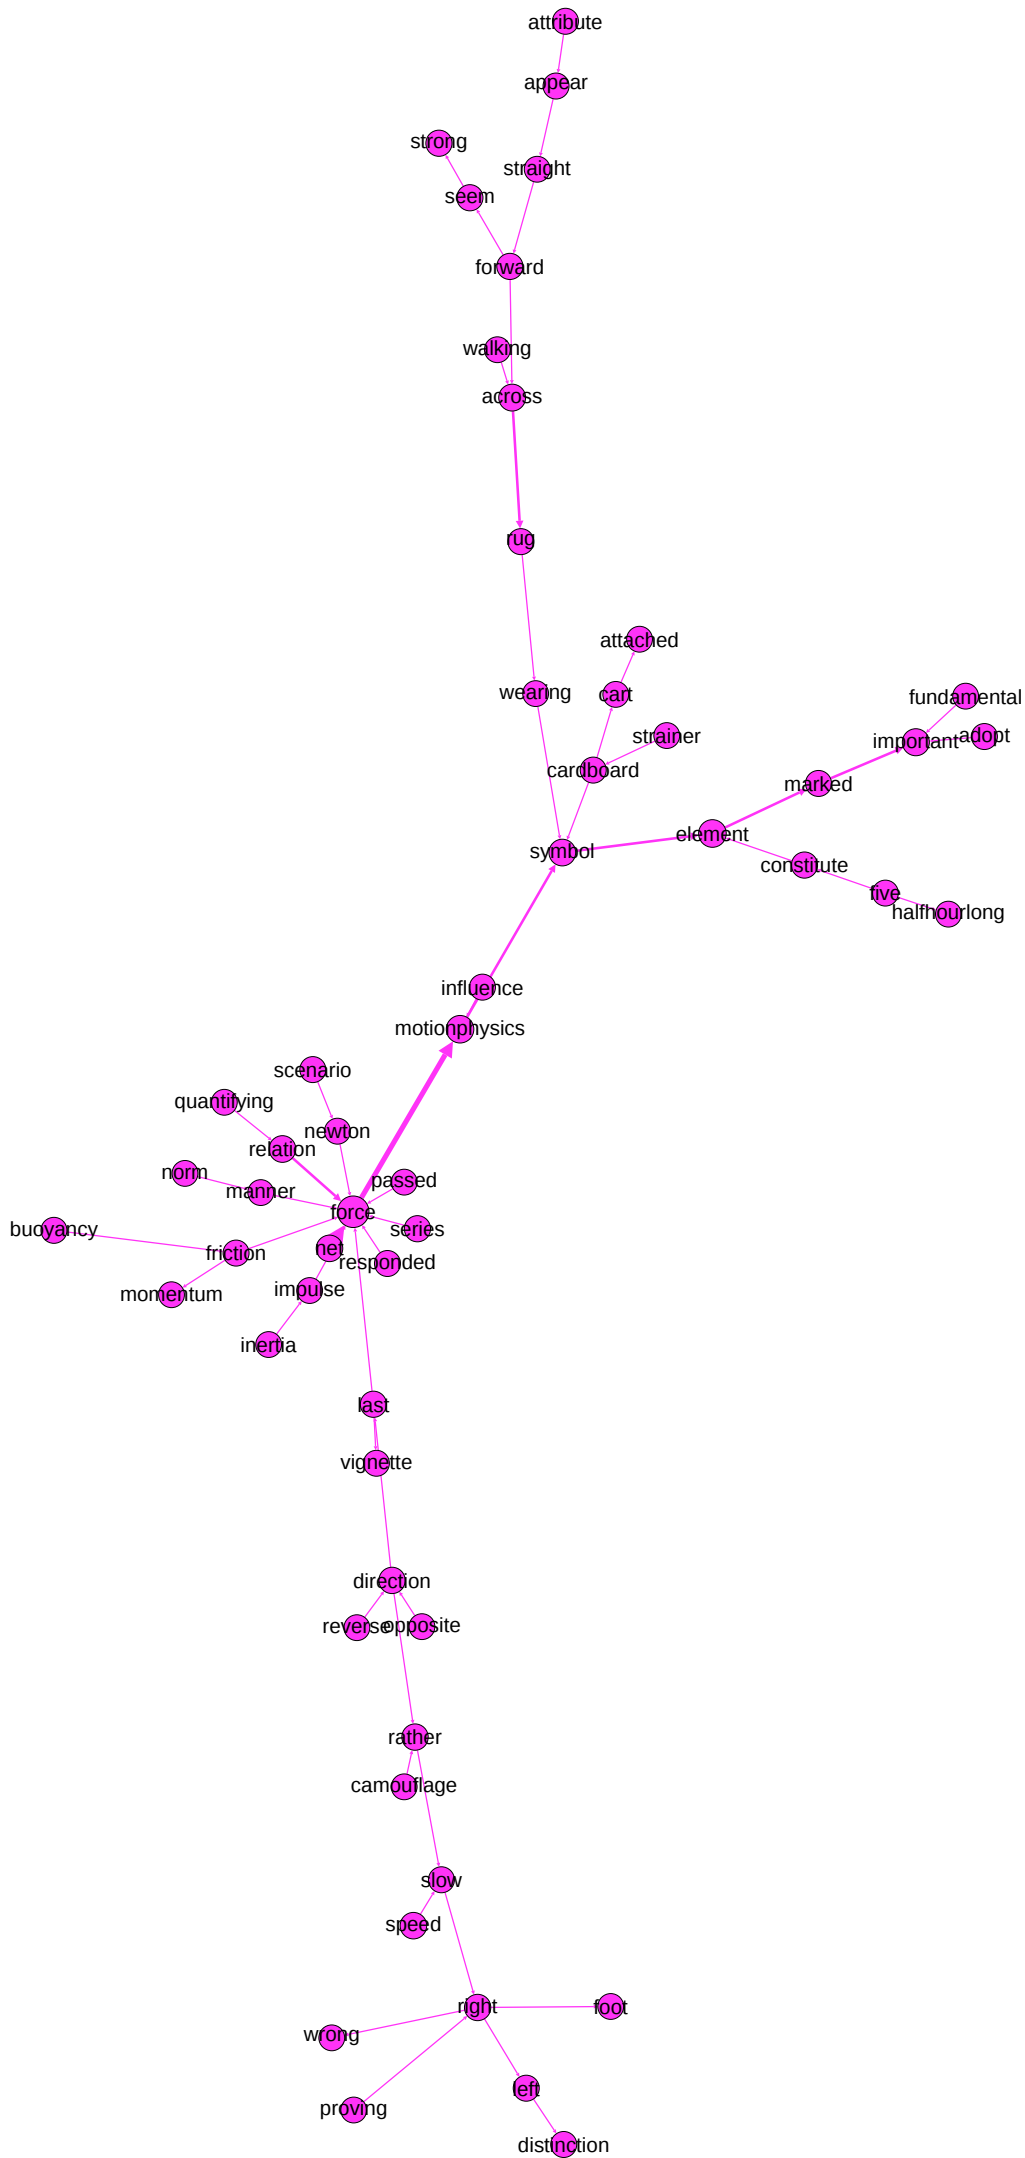 attribute
appear
strong
straight
seem
forward
walking
across
rug
attached
wearing
cart
fundamental
strainer
adopt
important
cardboard
marked
element
symbol
constitute
five
halfhourlong
influence
motionphysics
scenario
quantifying
newton
relation
norm
manner
passed
force
buoyancy
series
net
friction
responded
momentum
impulse
inertia
last
vignette
direction
reverse
opposite
rather
camouflage
slow
speed
right
foot
wrong
left
proving
distinction